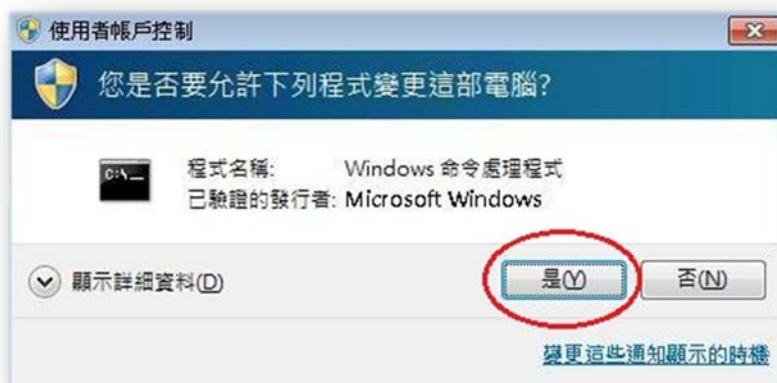 使用者帳戶控制
您是否要允許下列程式變更這部電腦?
程式名稱: Windows 命令處理程式
已驗證的發行者: Microsoft Windows
顯示詳細資料(D)
是(Y)
否(N)
變更這些通知顯示的時機